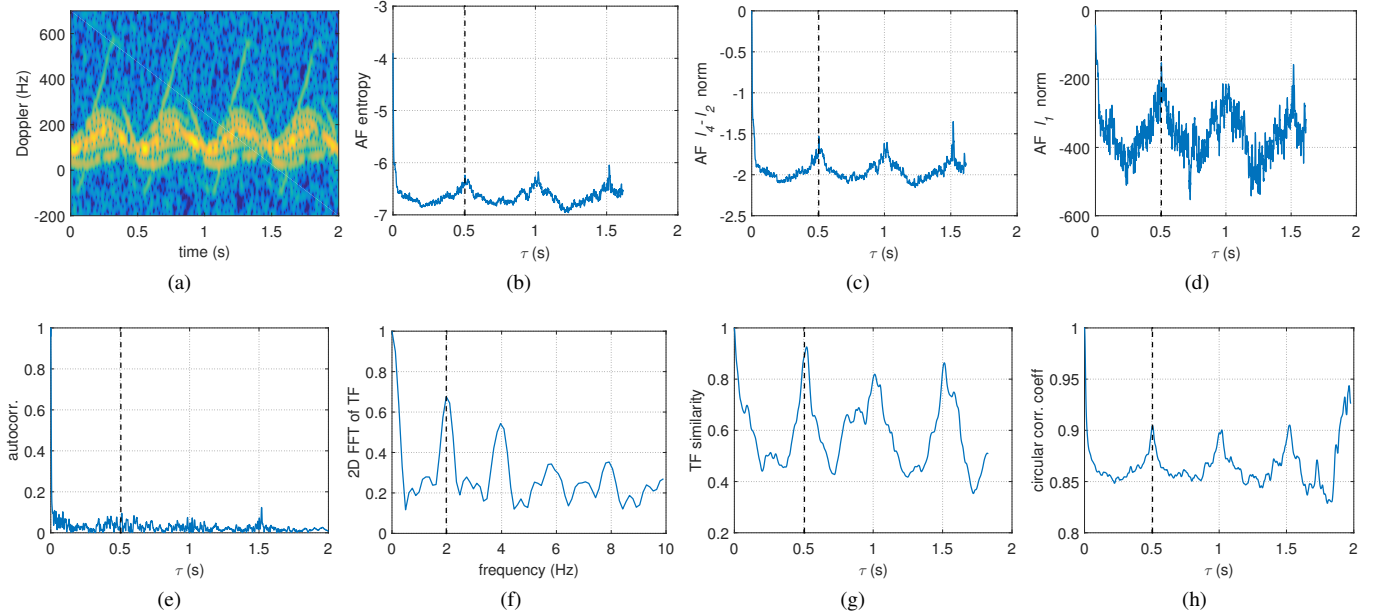 600
400
200
0
-200
Doppler (Hz)
0 0.5 1 1.5 2
time (s)
(a)
-3
-4
-5
-6
-7
AF entropy
0 0.5 1 1.5 2
τ (s)
(b)
0
-0.5
-1
-1.5
-2
-2.5
AF l4- l2 norm
0 0.5 1 1.5 2
τ (s)
(c)
0
-200
-400
-600
AF l1 norm
0 0.5 1 1.5 2
τ (s)
(d)
1
0.8
0.6
0.4
0.2
0
autocorr.
0 0.5 1 1.5 2
τ (s)
(e)
1
0.8
0.6
0.4
0.2
0
2D FFT of TF
0 2 4 6 8 10
frequency (Hz)
(f)
1
0.8
0.6
0.4
0.2
TF similarity
0 0.5 1 1.5 2
τ (s)
(g)
0.95
0.9
0.85
0.8
circular corr. coeff
0 0.5 1 1.5 2
τ (s)
(h)